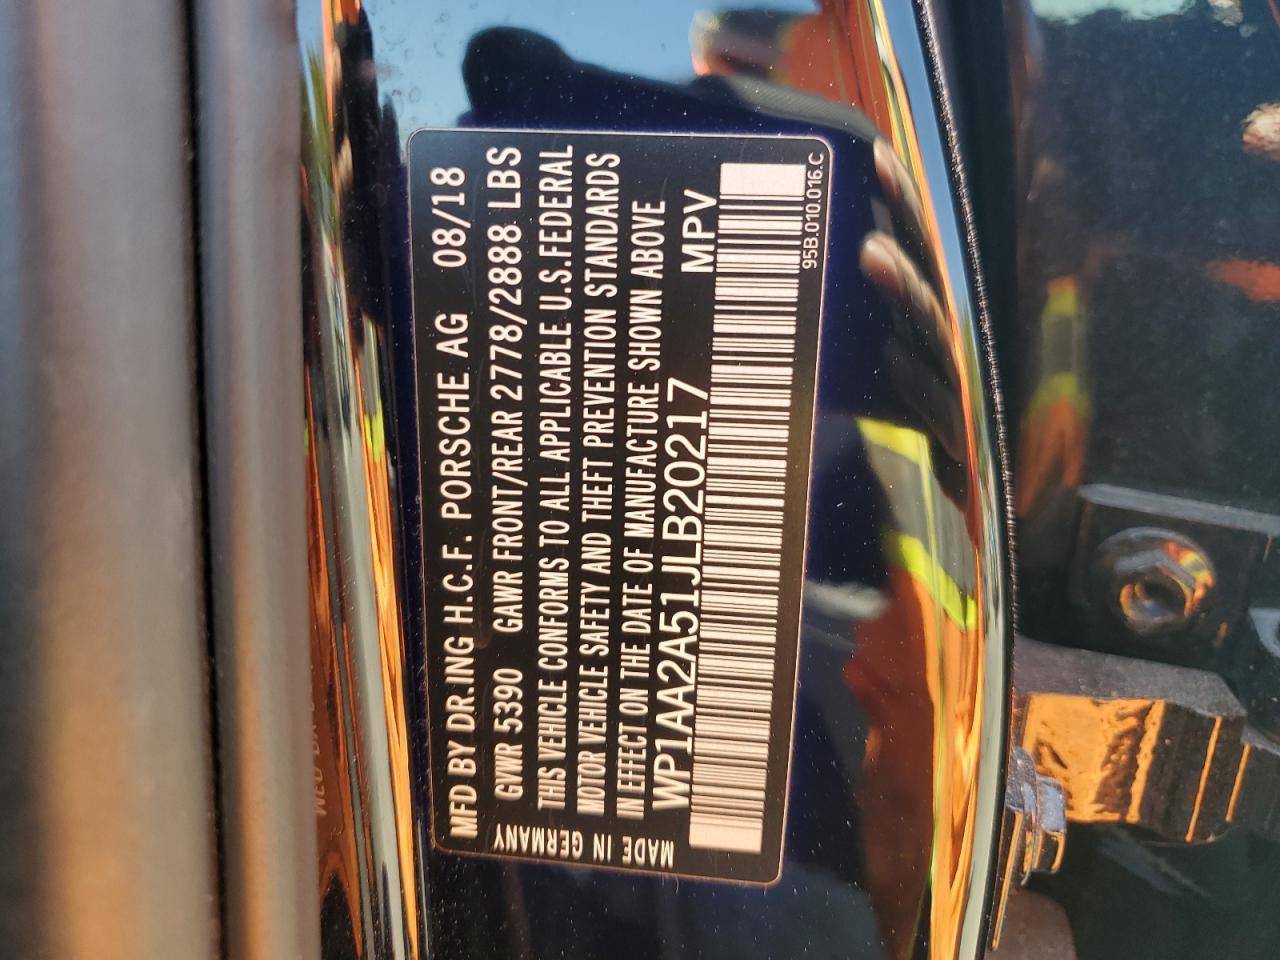 MFD BY DR.ING H.C.F. PORSCHE AG 08/18
GVWR 5390 GAWR FRONT/REAR 2778/2888 LBS
THIS VEHICLE CONFORMS TO ALL APPLICABLE U.S.FEDERAL
MOTOR VEHICLE SAFETY AND THEFT PREVENTION STANDARDS
IN EFFECT ON THE DATE OF MANUFACTURE SHOWN ABOVE
WP1AA2A51JLB20217 MPV
95B.010.016.C
MADE IN GERMANY